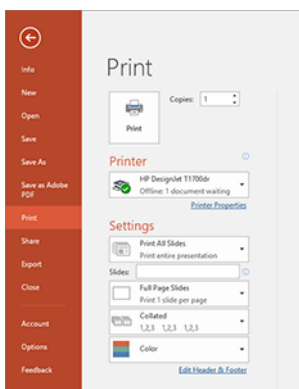 Info
New
Open
Save
Save As
Save as Adobe
PDF
Print
Share
Export
Close
Account
Options
Feedback
Print
Copies: 1
Print
Printer
HP DesignJet T1700dr
Offline: 1 document waiting
Printer Properties
Settings
Print All Slides
Print entire presentation
Slides:
Full Page Slides
Print 1 slide per page
Collated
1,2,3 1,2,3 1,2,3
Color
Edit Header & Footer